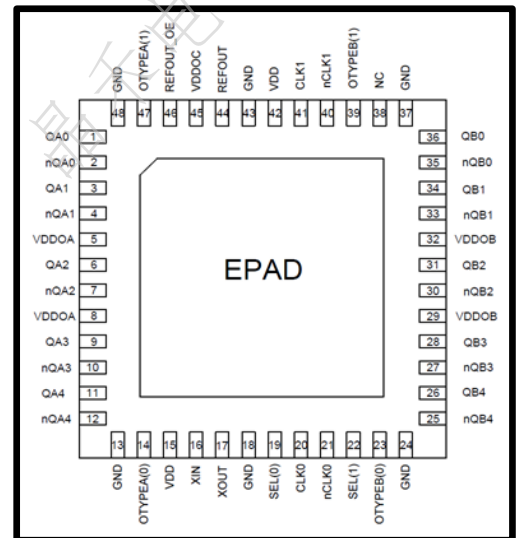 GND OTYPEA(1) REFOUT_OE VDDOC REFOUT GND VDD CLK1 nCLK1 OTYPEB(1) NC GND
48 47 46 45 44 43 42 41 40 39 38 37
QA0 1 36 QB0
nQA0 2 35 nQB0
QA1 3 34 QB1
nQA1 4 33 nQB1
VDDOA 5 32 VDDOB
QA2 6 31 QB2
EPAD
nQA2 7 30 nQB2
VDDOA 8 29 VDDOB
QA3 9 28 QB3
nQA3 10 27 nQB3
QA4 11 26 QB4
nQA4 12 25 nQB4
13 14 15 16 17 18 19 20 21 22 23 24
GND OTYPEA(0) VDD XIN XOUT GND SEL(0) CLK0 nCLK0 SEL(1) OTYPEB(0) GND
晶禾电